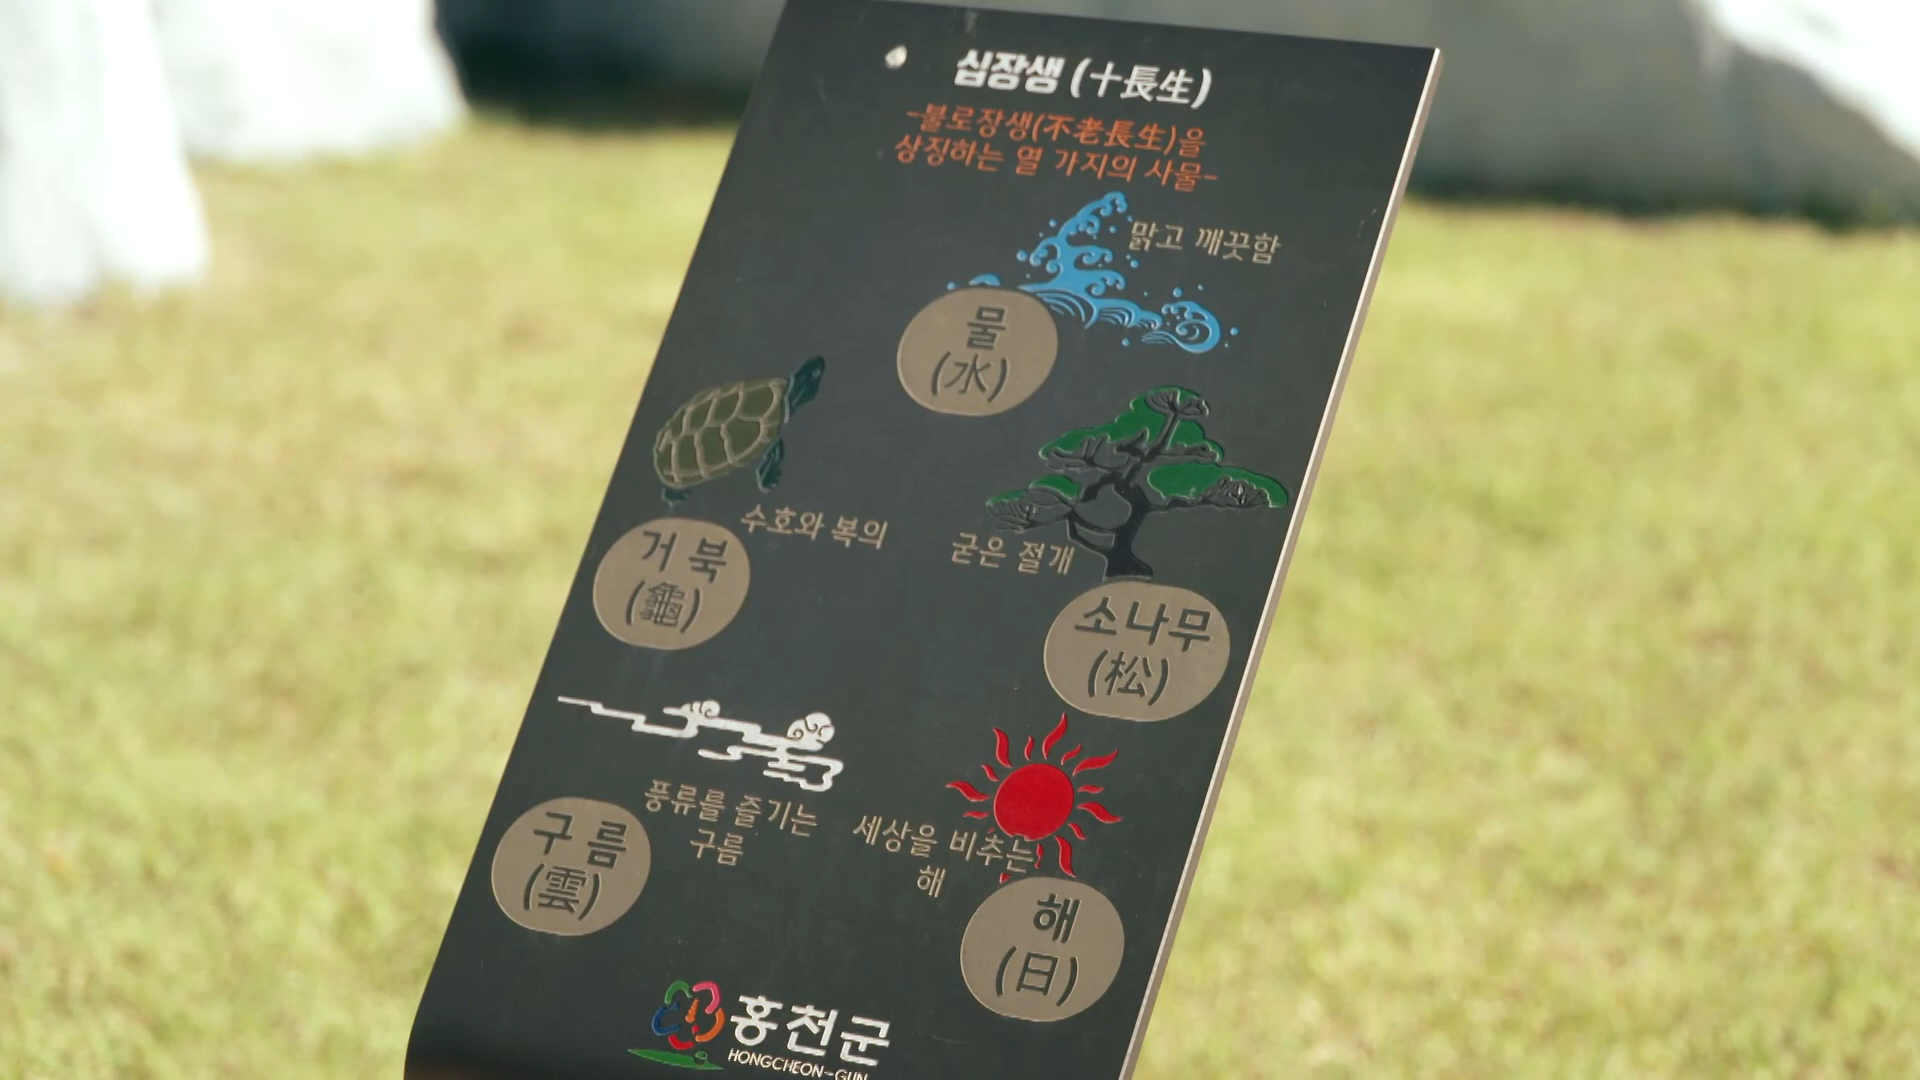 십장생 (十長生)
-불로장생(不老長生)을
상징하는 열 가지의 사물-
맑고 깨끗함
물
(水)
수호와 복의
거북
(龜)
굳은 절개
소나무
(松)
풍류를 즐기는
구름
구름
(雲)
세상을 비추는
해
해
(日)
홍천군
HONGCHEON-GUN